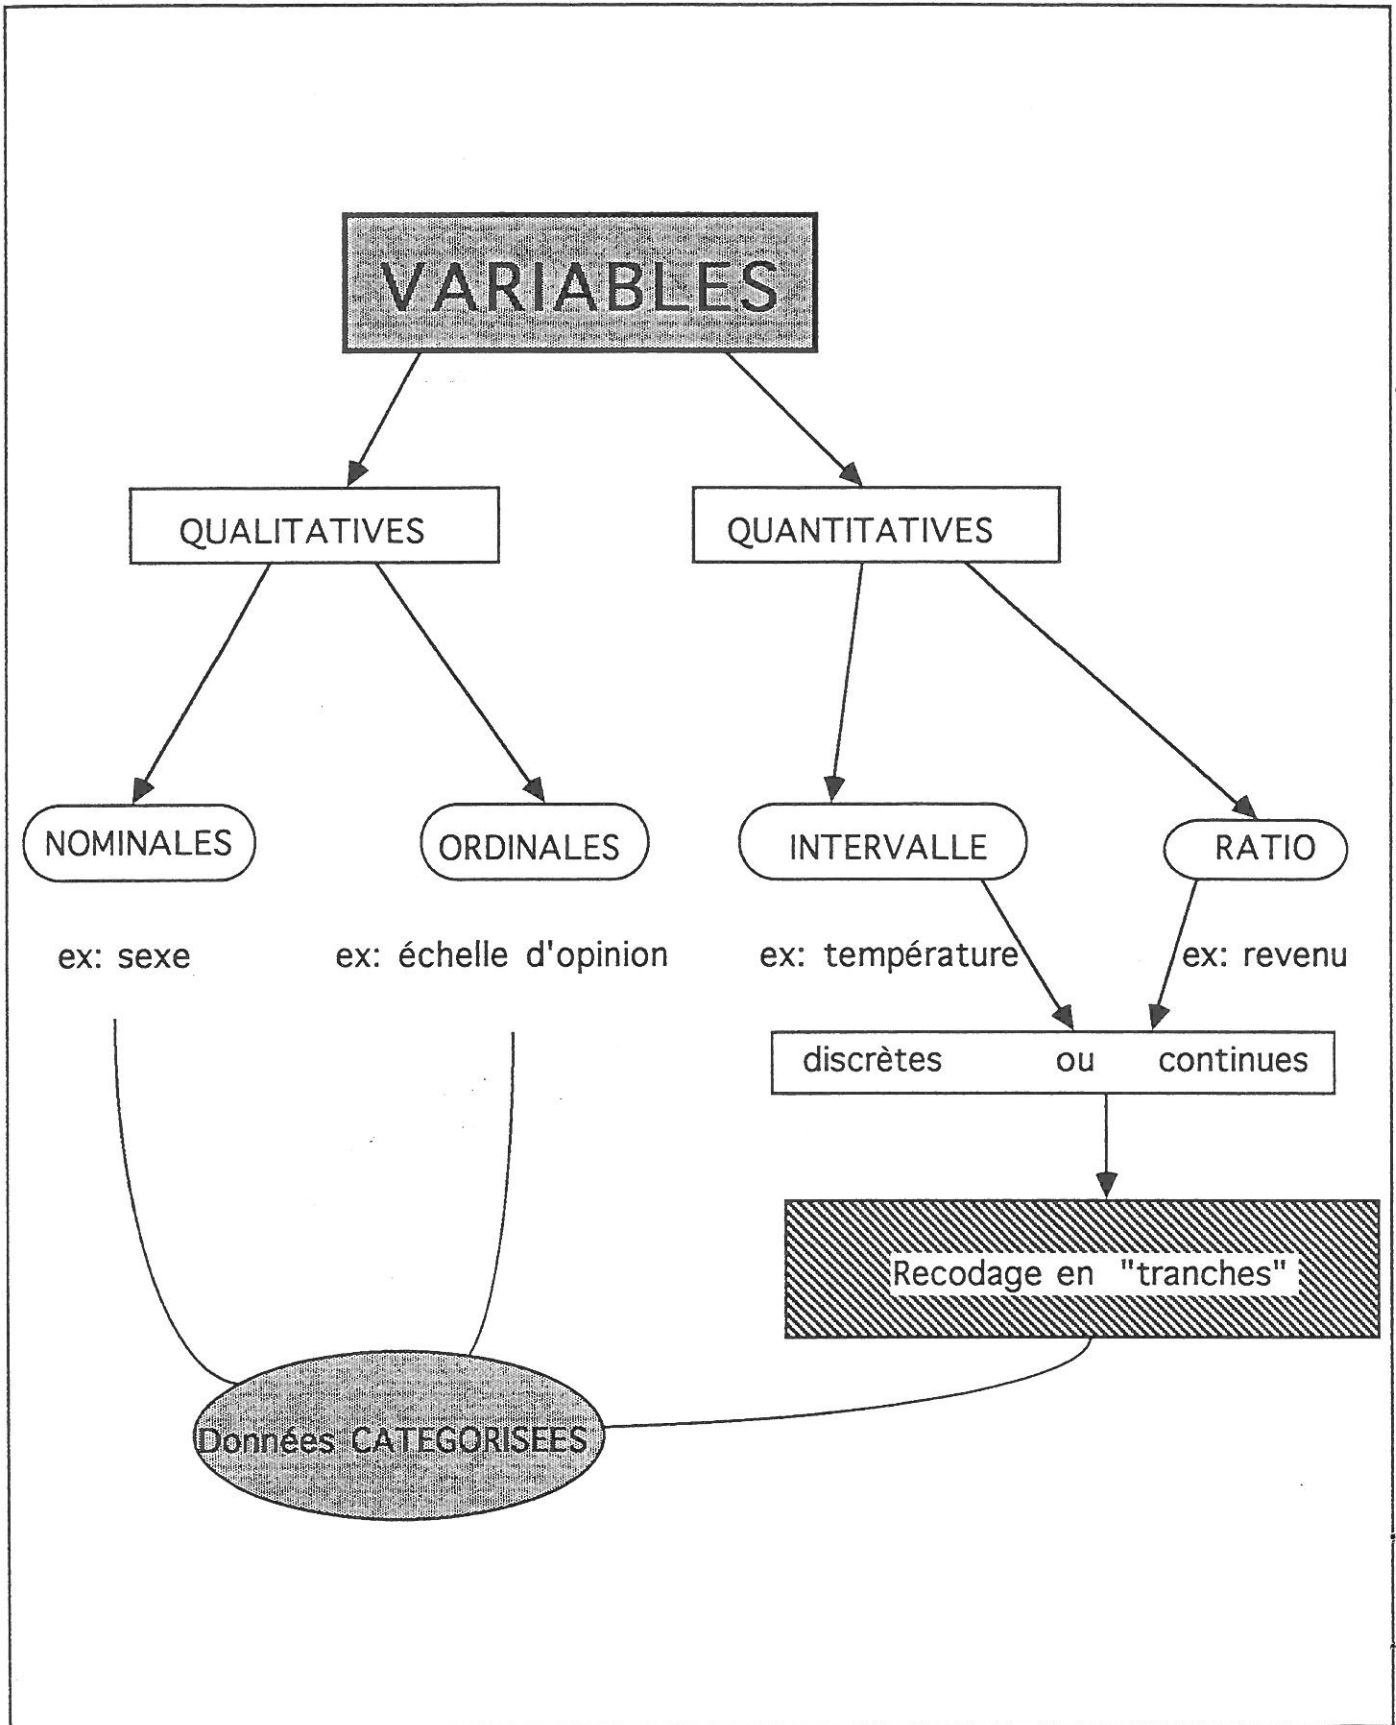 VARIABLES
QUALITATIVES
QUANTITATIVES
NOMINALES
ORDINALES
INTERVALLE
RATIO
ex: sexe
ex: échelle d'opinion
ex: température
ex: revenu
discrètes ou continues
Recodage en "tranches"
Données CATEGORISEES